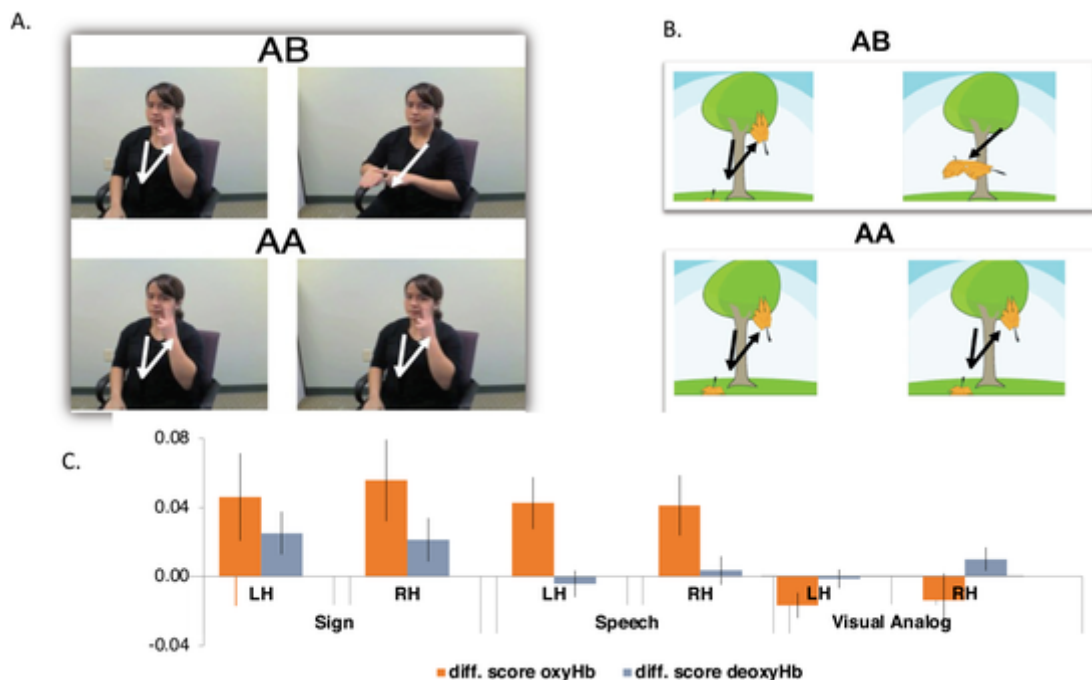 A.
AB
AA
B.
AB
AA
C.
0.08
0.04
0.00
-0.04
LH RH LH RH LH RH
Sign Speech Visual Analog
diff. score oxyHb diff. score deoxyHb